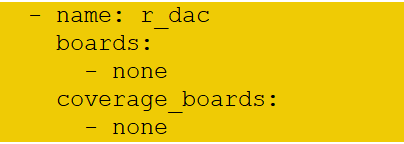 - name: r_dac
  boards:
    - none
  coverage_boards:
    - none